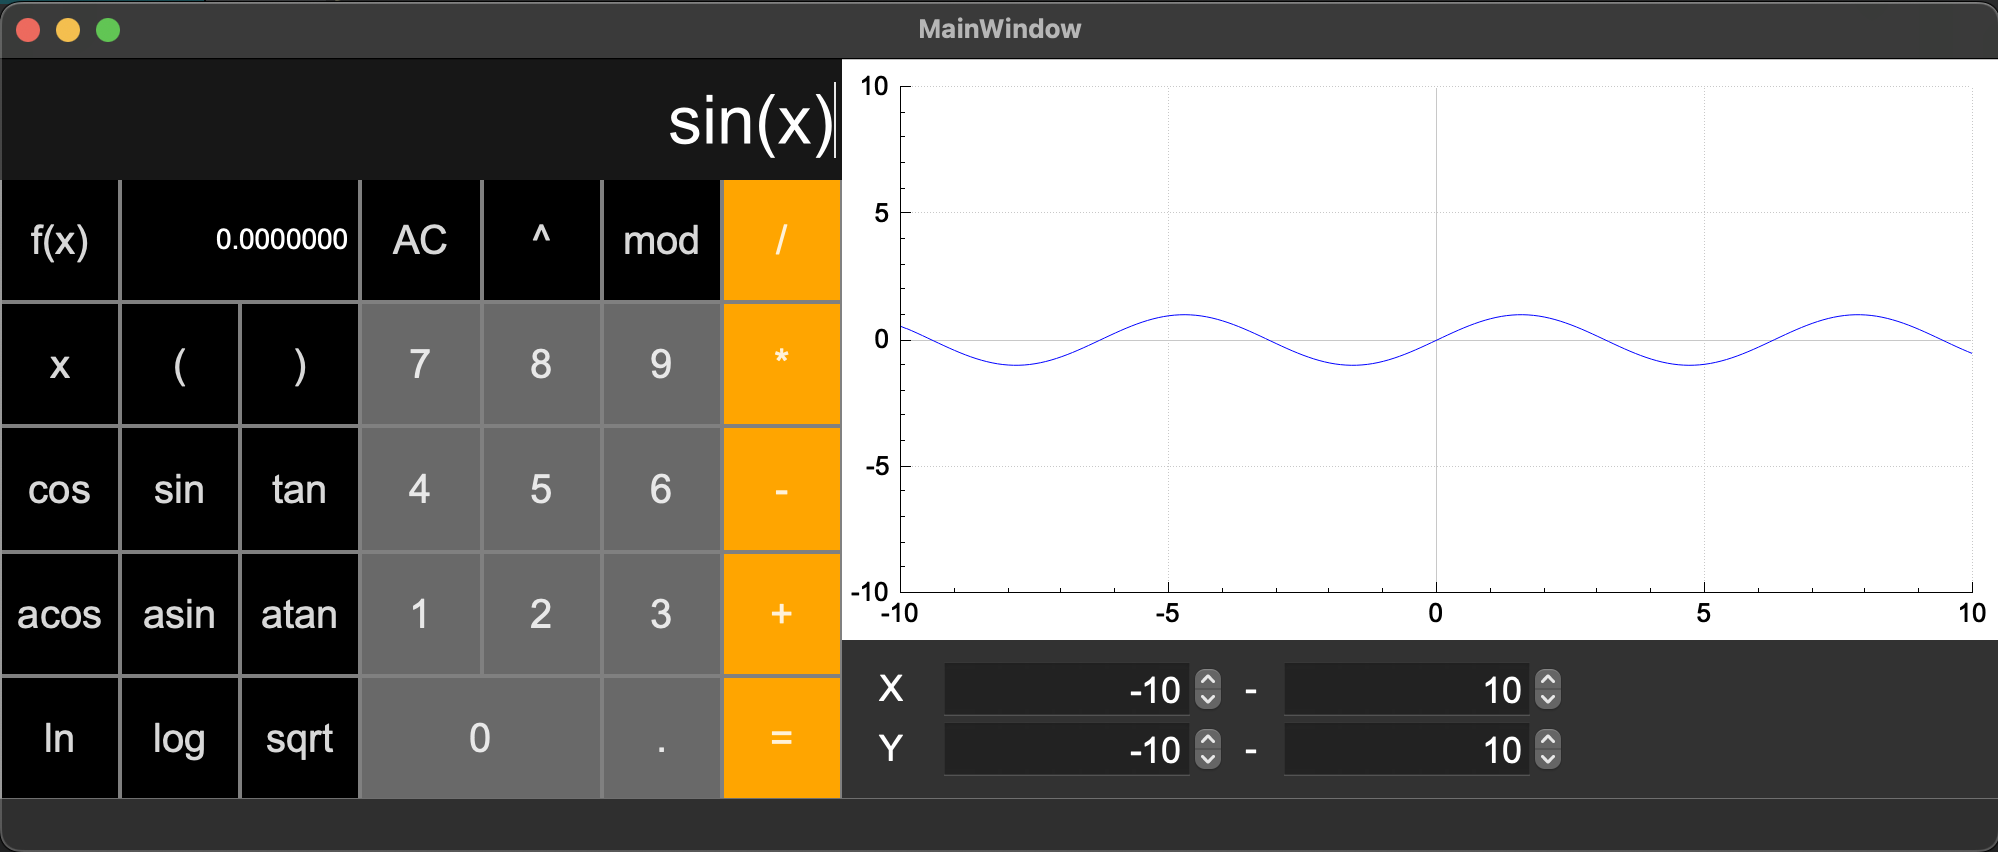 MainWindow
sin(x)
f(x) 0.0000000 AC ^ mod /
x ( ) 7 8 9 *
cos sin tan 4 5 6 -
acos asin atan 1 2 3 +
ln log sqrt 0 . =
10
5
0
-5
-10
-10 -5 0 5 10
X -10 - 10
Y -10 - 10